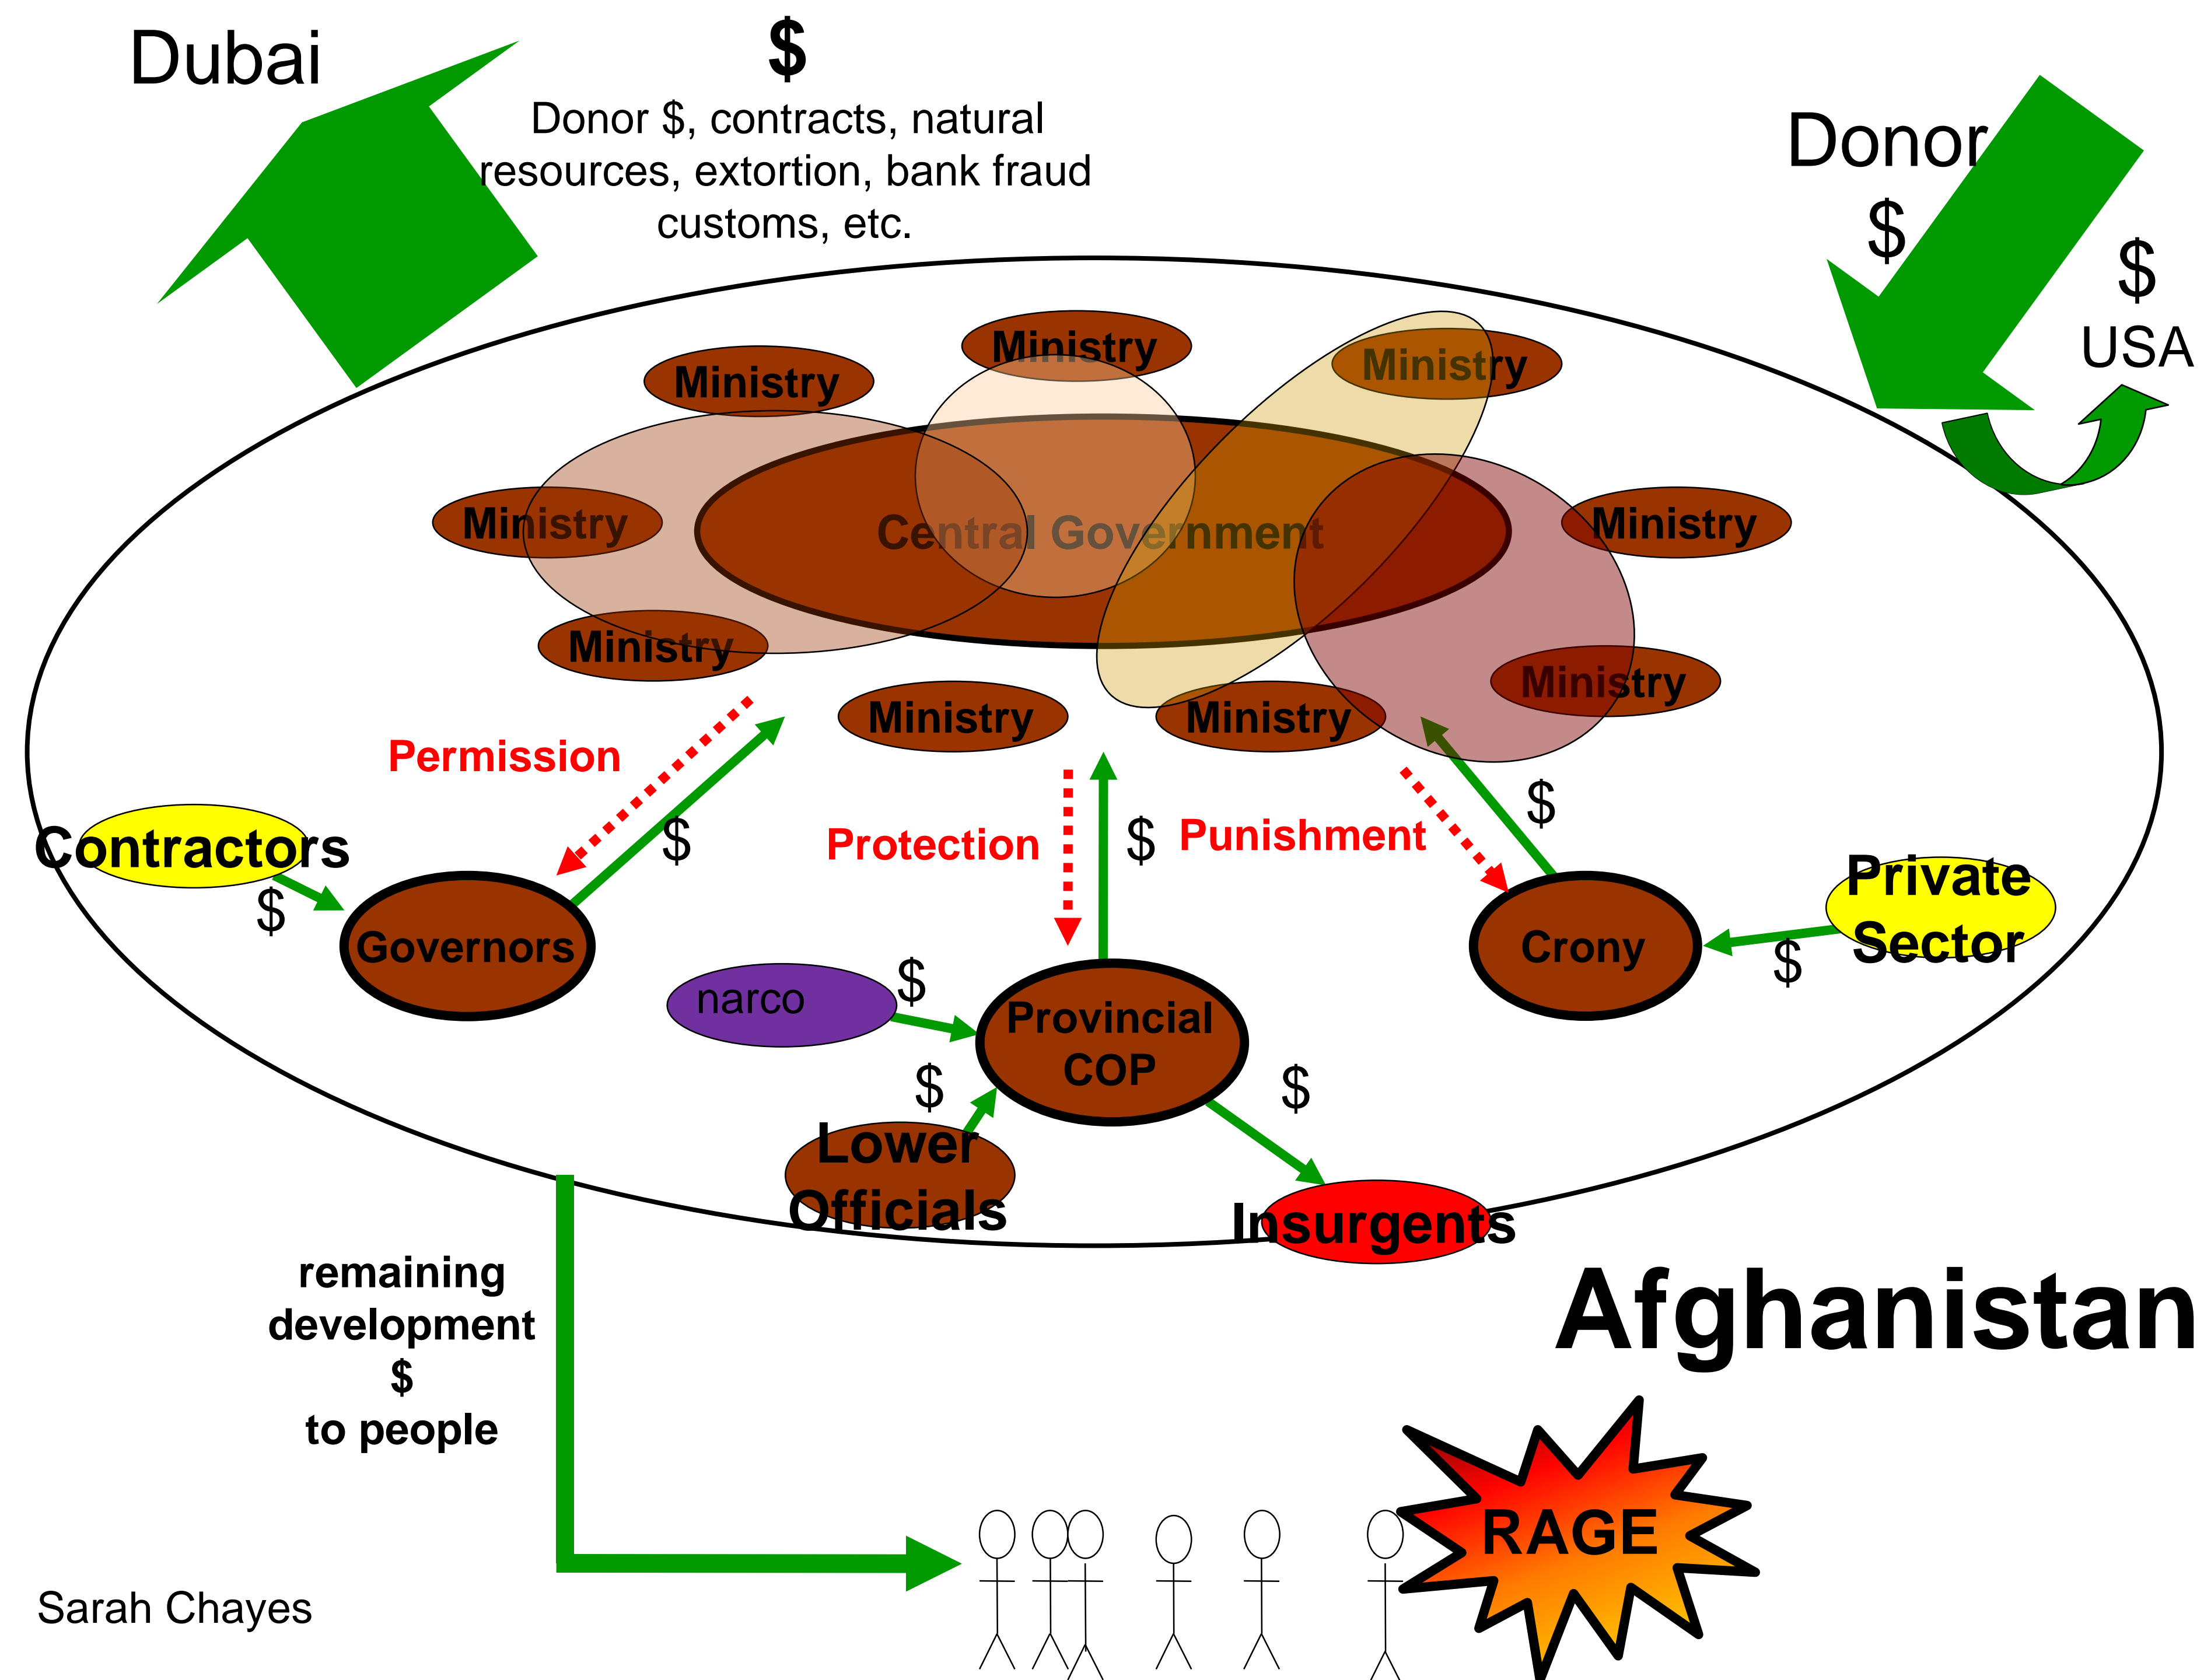 Dubai
$
Donor $, contracts, natural
resources, extortion, bank fraud
customs, etc.
Donor
$
$
USA
Ministry
Ministry
Ministry
Ministry
Central Government
Ministry
Ministry
Ministry
Ministry
Ministry
Permission
$
Protection
$
Punishment
$
Contractors
$
Governors
Crony
Private
Sector
$
narco
$
Provincial
COP
$
$
Lower
Officials
Insurgents
remaining
development
$
to people
Afghanistan
RAGE
Sarah Chayes